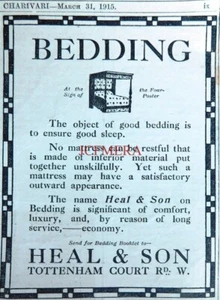 CHARIVARI—MARCH 31, 1915. ix
BEDDING
At the sign of the Four-Poster
The object of good bedding is
to ensure good sleep.
No mattress can be restful that
is made of inferior material put
together unskilfully. Yet such a
mattress may have a satisfactory
outward appearance.
The name Heal & Son on
Bedding is significant of comfort,
luxury, and, by reason of long
service,—economy.
Send for Bedding Booklet to—
HEAL & SON
TOTTENHAM COURT RD. W.